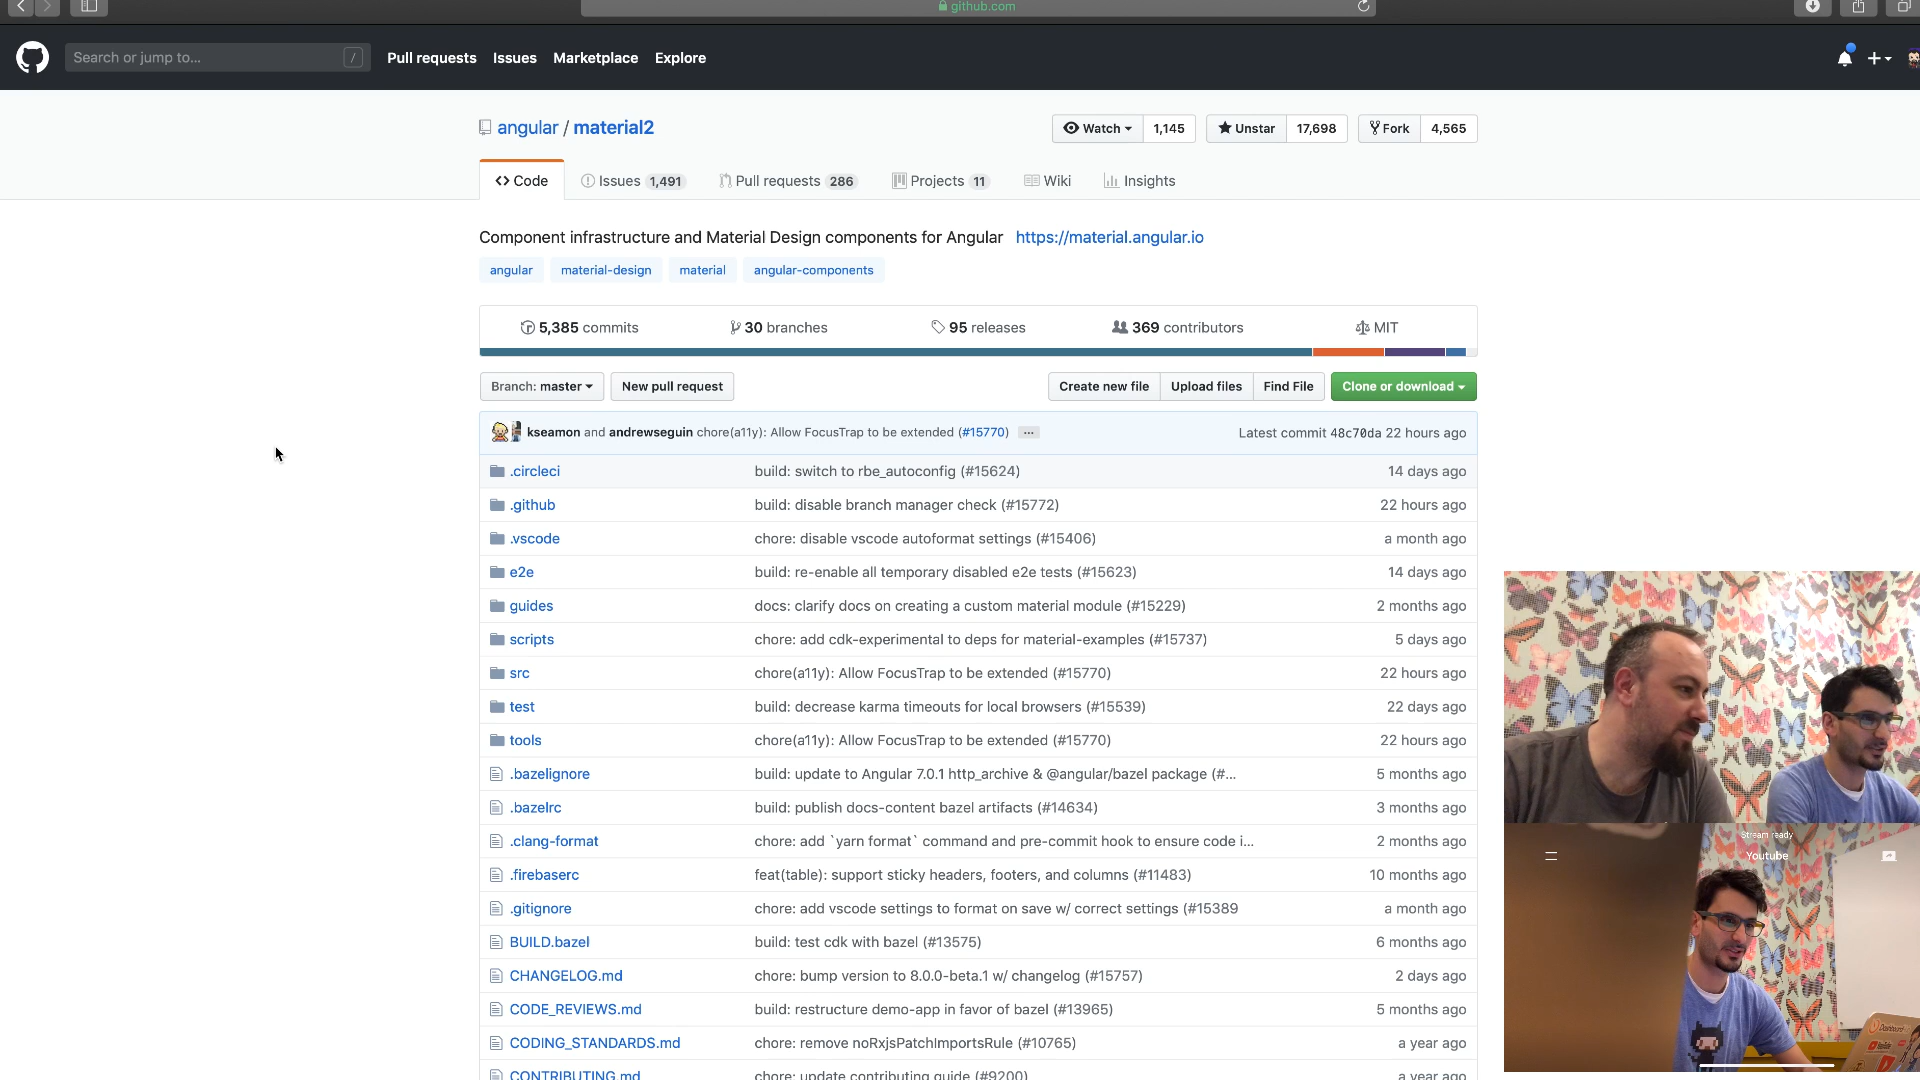 github.com
Search or jump to... /
Pull requests Issues Marketplace Explore
angular / material2
Watch 1,145 Unstar 17,698 Fork 4,565
Code Issues 1,491 Pull requests 286 Projects 11 Wiki Insights
Component infrastructure and Material Design components for Angular https://material.angular.io
angular material-design material angular-components
5,385 commits 30 branches 95 releases 369 contributors MIT
Branch: master New pull request Create new file Upload files Find File Clone or download
kseamon and andrewseguin chore(a11y): Allow FocusTrap to be extended (#15770) ... Latest commit 48c70da 22 hours ago
.circleci build: switch to rbe_autoconfig (#15624) 14 days ago
.github build: disable branch manager check (#15772) 22 hours ago
.vscode chore: disable vscode autoformat settings (#15406) a month ago
e2e build: re-enable all temporary disabled e2e tests (#15623) 14 days ago
guides docs: clarify docs on creating a custom material module (#15229) 2 months ago
scripts chore: add cdk-experimental to deps for material-examples (#15737) 5 days ago
src chore(a11y): Allow FocusTrap to be extended (#15770) 22 hours ago
test build: decrease karma timeouts for local browsers (#15539) 22 days ago
tools chore(a11y): Allow FocusTrap to be extended (#15770) 22 hours ago
.bazelignore build: update to Angular 7.0.1 http_archive & @angular/bazel package (#... 5 months ago
.bazelrc build: publish docs-content bazel artifacts (#14634) 3 months ago
.clang-format chore: add `yarn format` command and pre-commit hook to ensure code i... 2 months ago
.firebaserc feat(table): support sticky headers, footers, and columns (#11483) 10 months ago
.gitignore chore: add vscode settings to format on save w/ correct settings (#15389 a month ago
BUILD.bazel build: test cdk with bazel (#13575) 6 months ago
CHANGELOG.md chore: bump version to 8.0.0-beta.1 w/ changelog (#15757) 2 days ago
CODE_REVIEWS.md build: restructure demo-app in favor of bazel (#13965) 5 months ago
CODING_STANDARDS.md chore: remove noRxjsPatchImportsRule (#10765) a year ago
CONTRIBUTING.md chore: update contributing guide (#9200) a year ago
Stream ready
Youtube